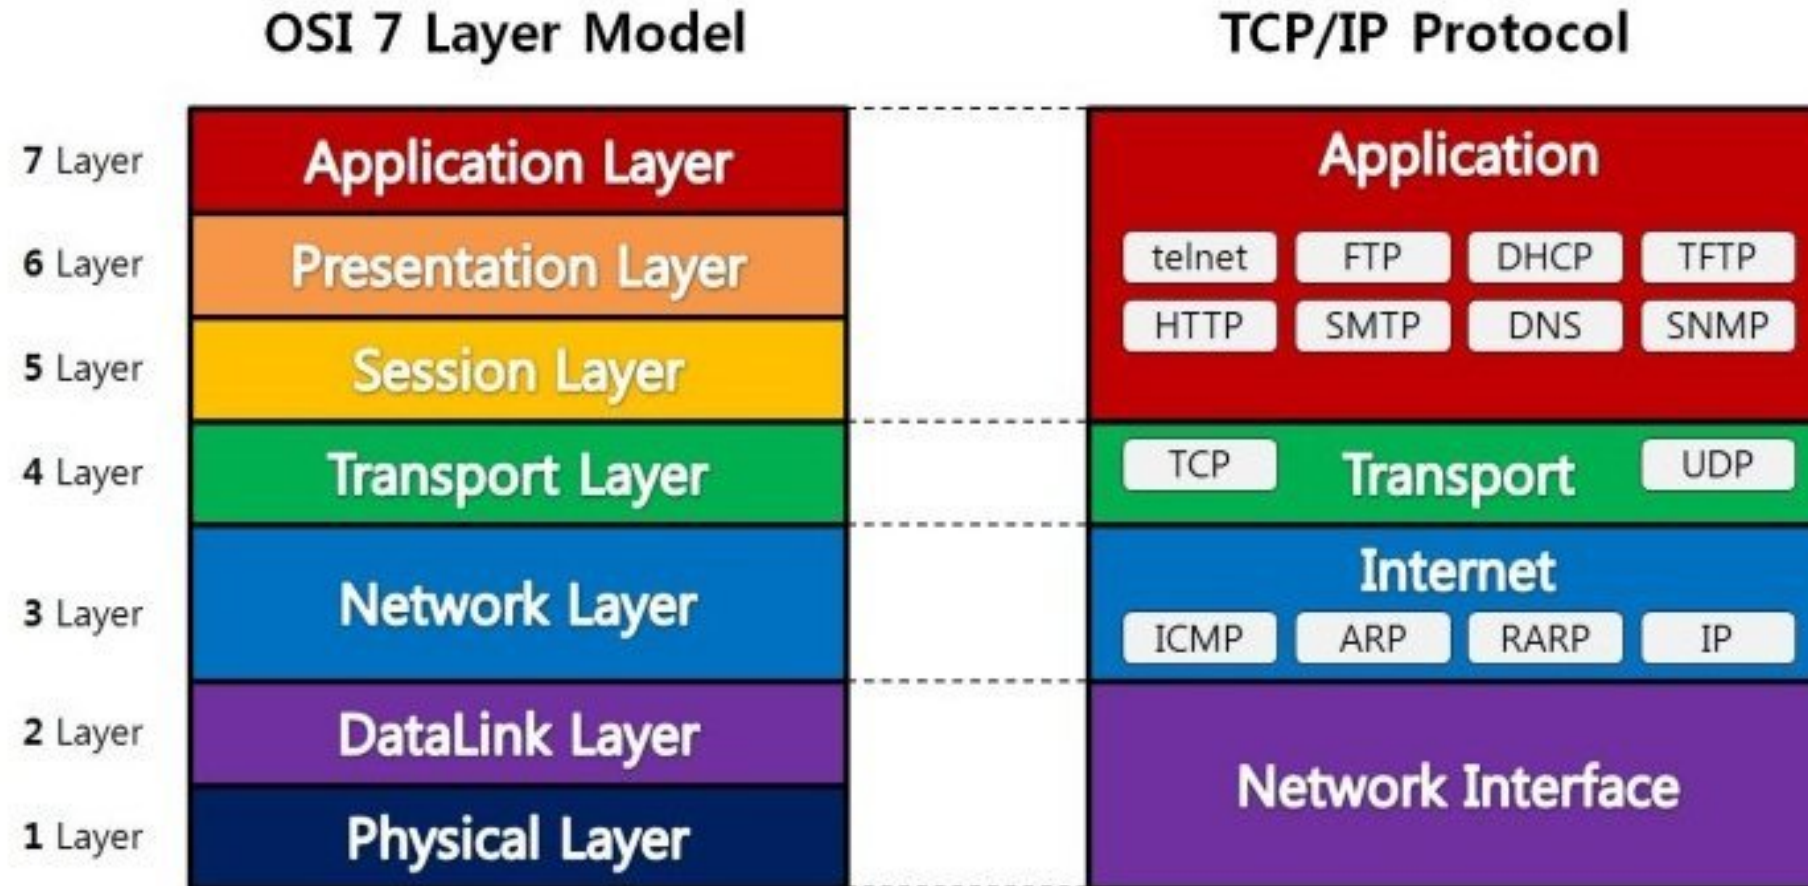 OSI 7 Layer Model
TCP/IP Protocol
7 Layer
Application Layer
6 Layer
Presentation Layer
5 Layer
Session Layer
4 Layer
Transport Layer
3 Layer
Network Layer
2 Layer
DataLink Layer
1 Layer
Physical Layer
Application
telnet FTP DHCP TFTP
HTTP SMTP DNS SNMP
TCP Transport UDP
Internet
ICMP ARP RARP IP
Network Interface